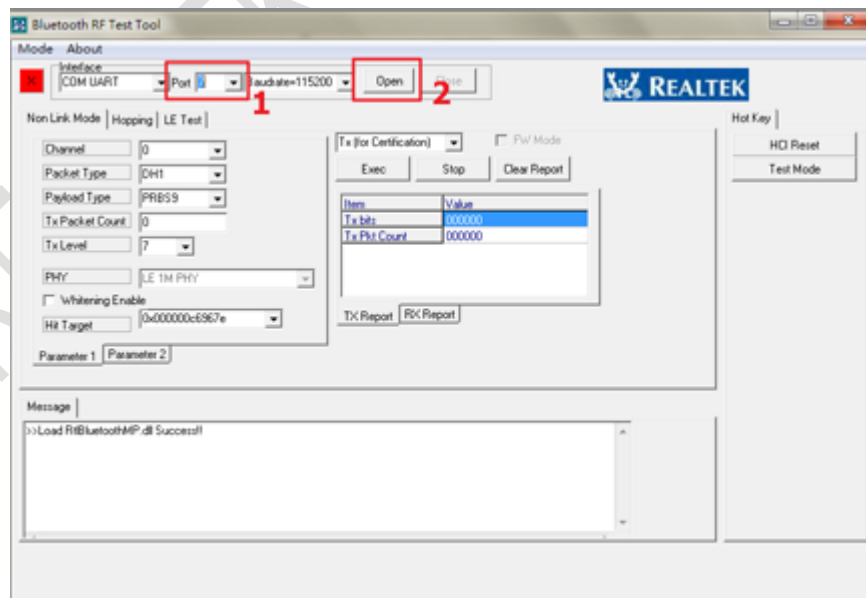 Bluetooth RF Test Tool
Mode About
Interface
COM UART Port Baudrate=115200 Open Close
1
2
REALTEK
Non Link Mode Hopping LE Test
Hot Key
HCI Reset
Test Mode
Channel 0
Packet Type DH1
Payload Type PRBS9
Tx Packet Count 0
Tx Level 7
PHY LE 1M PHY
Whitening Enable
Hit Target 0x000000c6967e
Parameter 1 Parameter 2
Tx (for Certification) FW Mode
Exec Stop Clear Report
Item Value
Tx bits 000000
Tx Pkt Count 000000
TX Report RX Report
Message
>>Load RtlBluetoothMP.dll Success!!